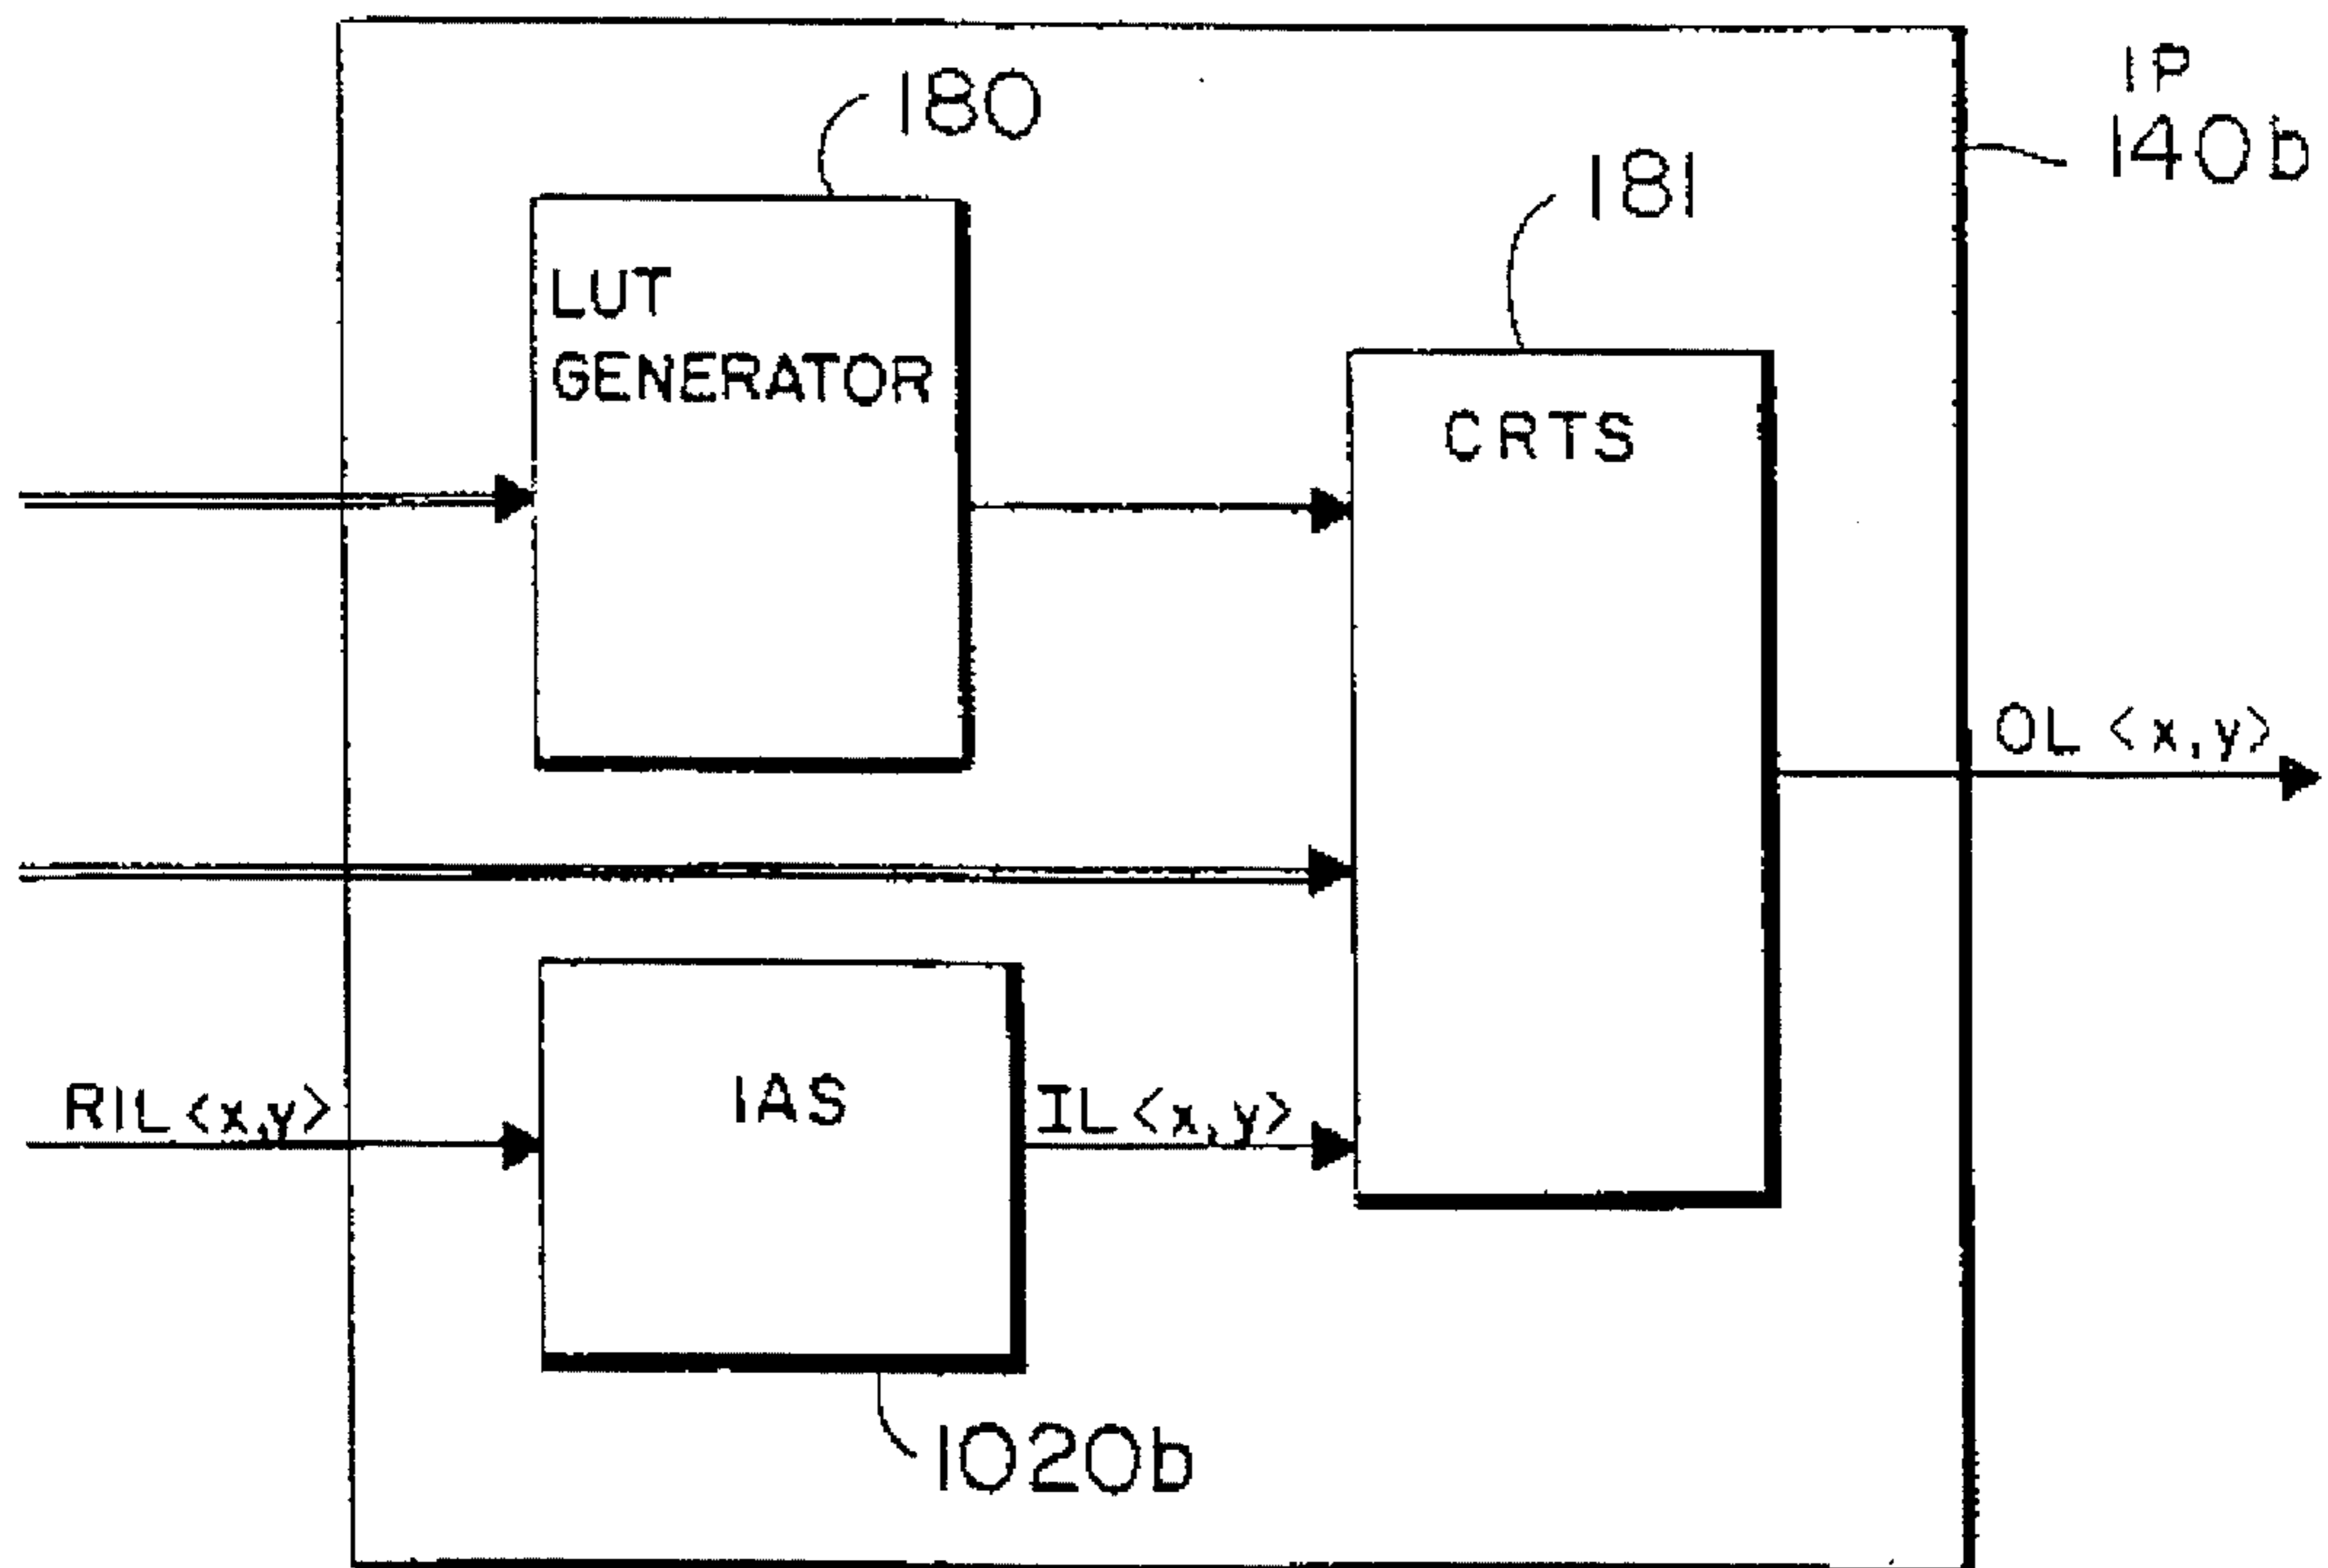 IP
140b
180
181
LUT
GENERATOR
CRTS
OL <x,y>
RIL<x,y>
IAS
IL<x,y>
1020b